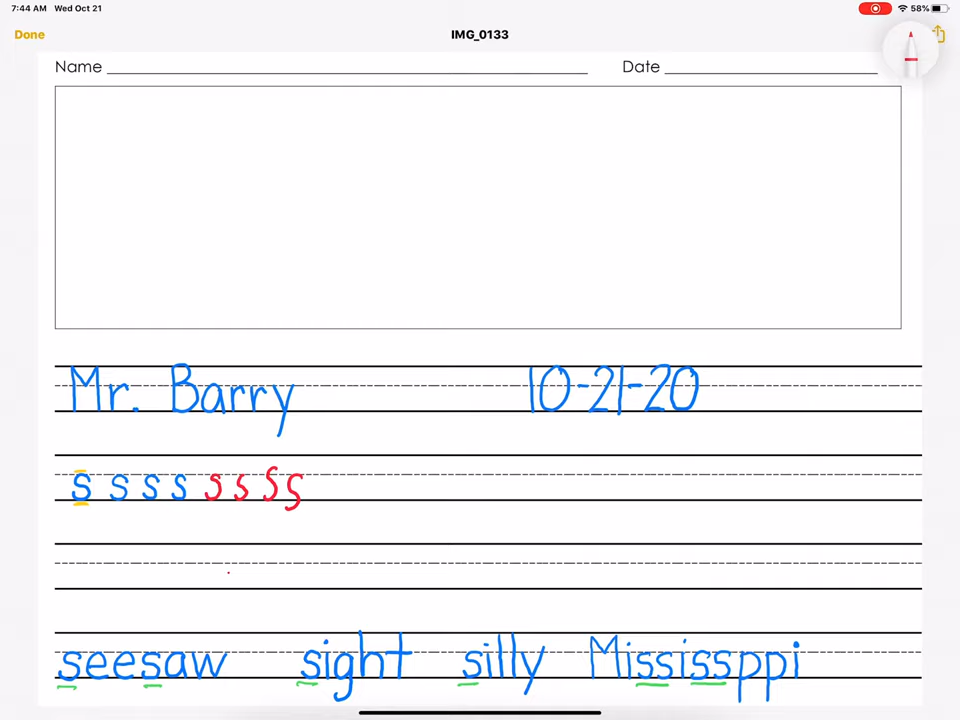 7:44 AM Wed Oct 21 58%
Done IMG_0133
Name Date
Mr. Barry 10-21-20
s s s s s s s s
seesaw sight silly Mississppi